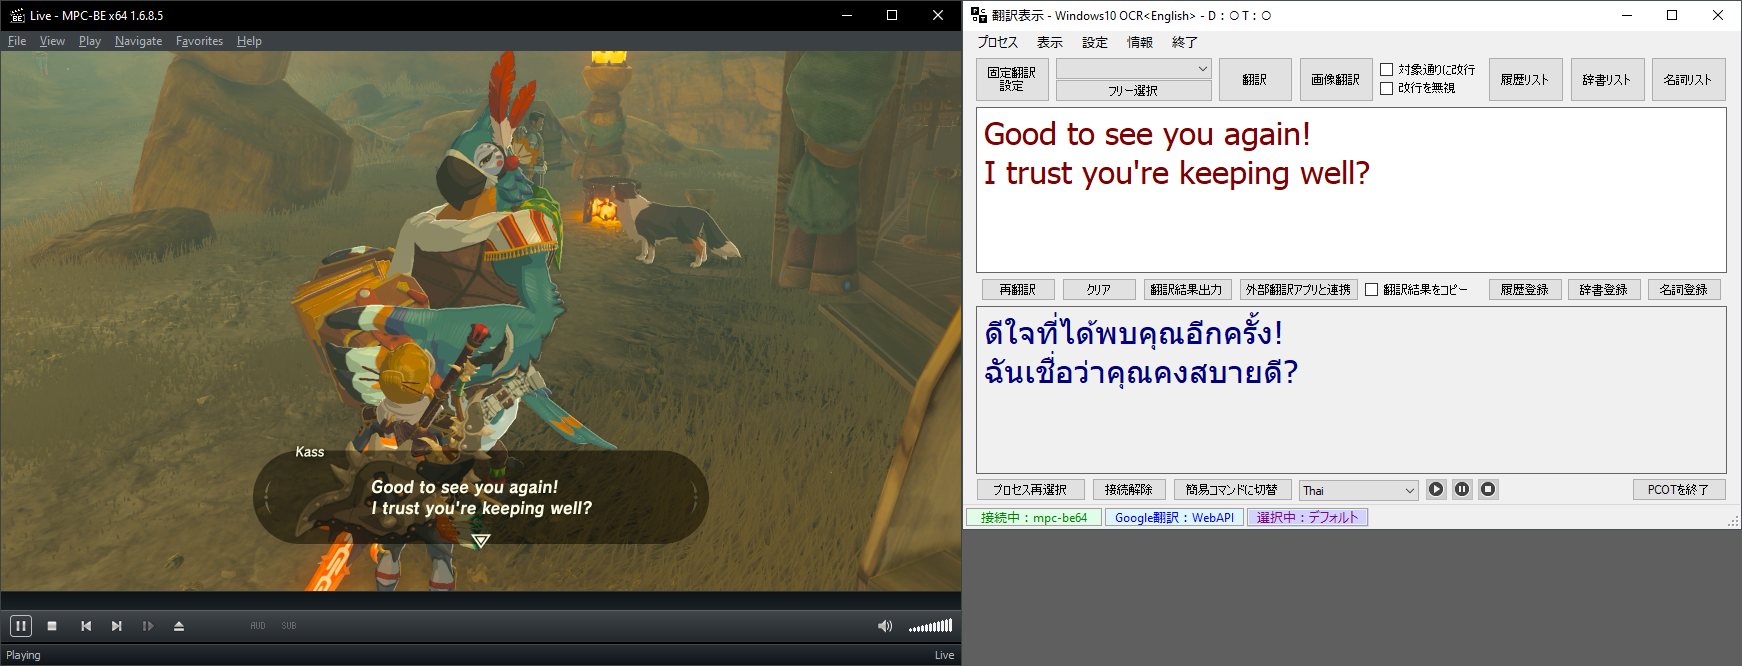 Live - MPC-BE x64 1.6.8.5
File View Play Navigate Favorites Help
Kass
Good to see you again!
I trust you're keeping well?
AUD SUB
Playing
Live
翻訳表示 - Windows10 OCR<English> - D：○ T：○
プロセス 表示 設定 情報 終了
固定翻訳
設定
フリー選択
翻訳
画像翻訳
対象通りに改行
改行を無視
履歴リスト
辞書リスト
名詞リスト
Good to see you again!
I trust you're keeping well?
再翻訳 クリア 翻訳結果出力 外部翻訳アプリと連携 翻訳結果をコピー 履歴登録 辞書登録 名詞登録
ดีใจที่ได้พบคุณอีกครั้ง!
ฉันเชื่อว่าคุณคงสบายดี?
プロセス再選択 接続解除 簡易コマンドに切替 Thai PCOTを終了
接続中：mpc-be64 Google翻訳：WebAPI 選択中：デフォルト